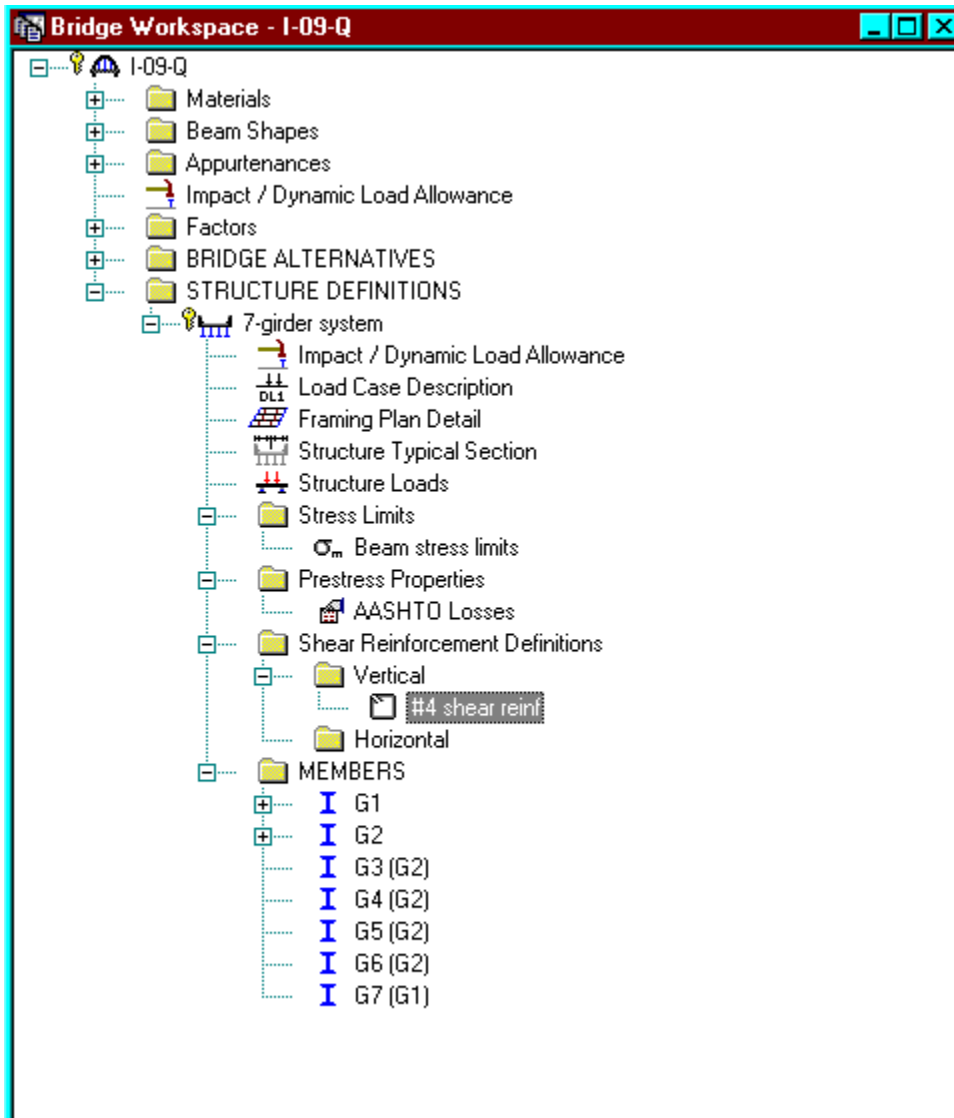 Bridge Workspace - I-09-Q
I-09-Q
Materials
Beam Shapes
Appurtenances
Impact / Dynamic Load Allowance
Factors
BRIDGE ALTERNATIVES
STRUCTURE DEFINITIONS
7-girder system
Impact / Dynamic Load Allowance
DL1 Load Case Description
Framing Plan Detail
Structure Typical Section
Structure Loads
Stress Limits
σm Beam stress limits
Prestress Properties
AASHTO Losses
Shear Reinforcement Definitions
Vertical
#4 shear reinf
Horizontal
MEMBERS
G1
G2
G3 (G2)
G4 (G2)
G5 (G2)
G6 (G2)
G7 (G1)